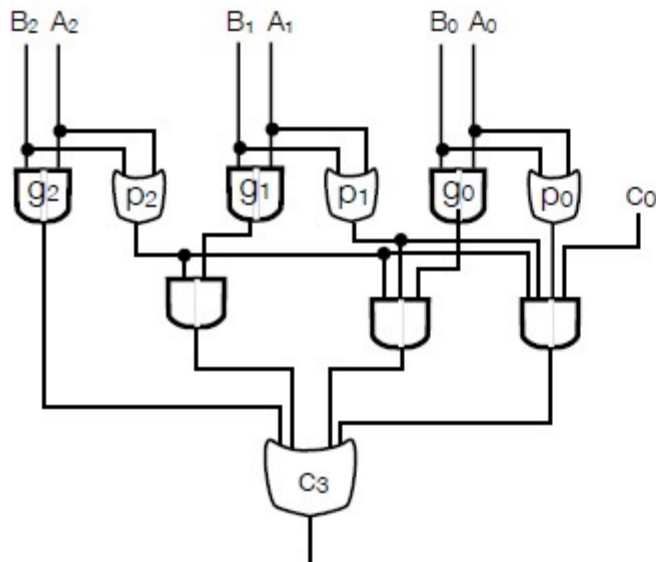 B₂ A₂ B₁ A₁ B₀ A₀
g₂ p₂ g₁ p₁ g₀ p₀ c₀
c₃